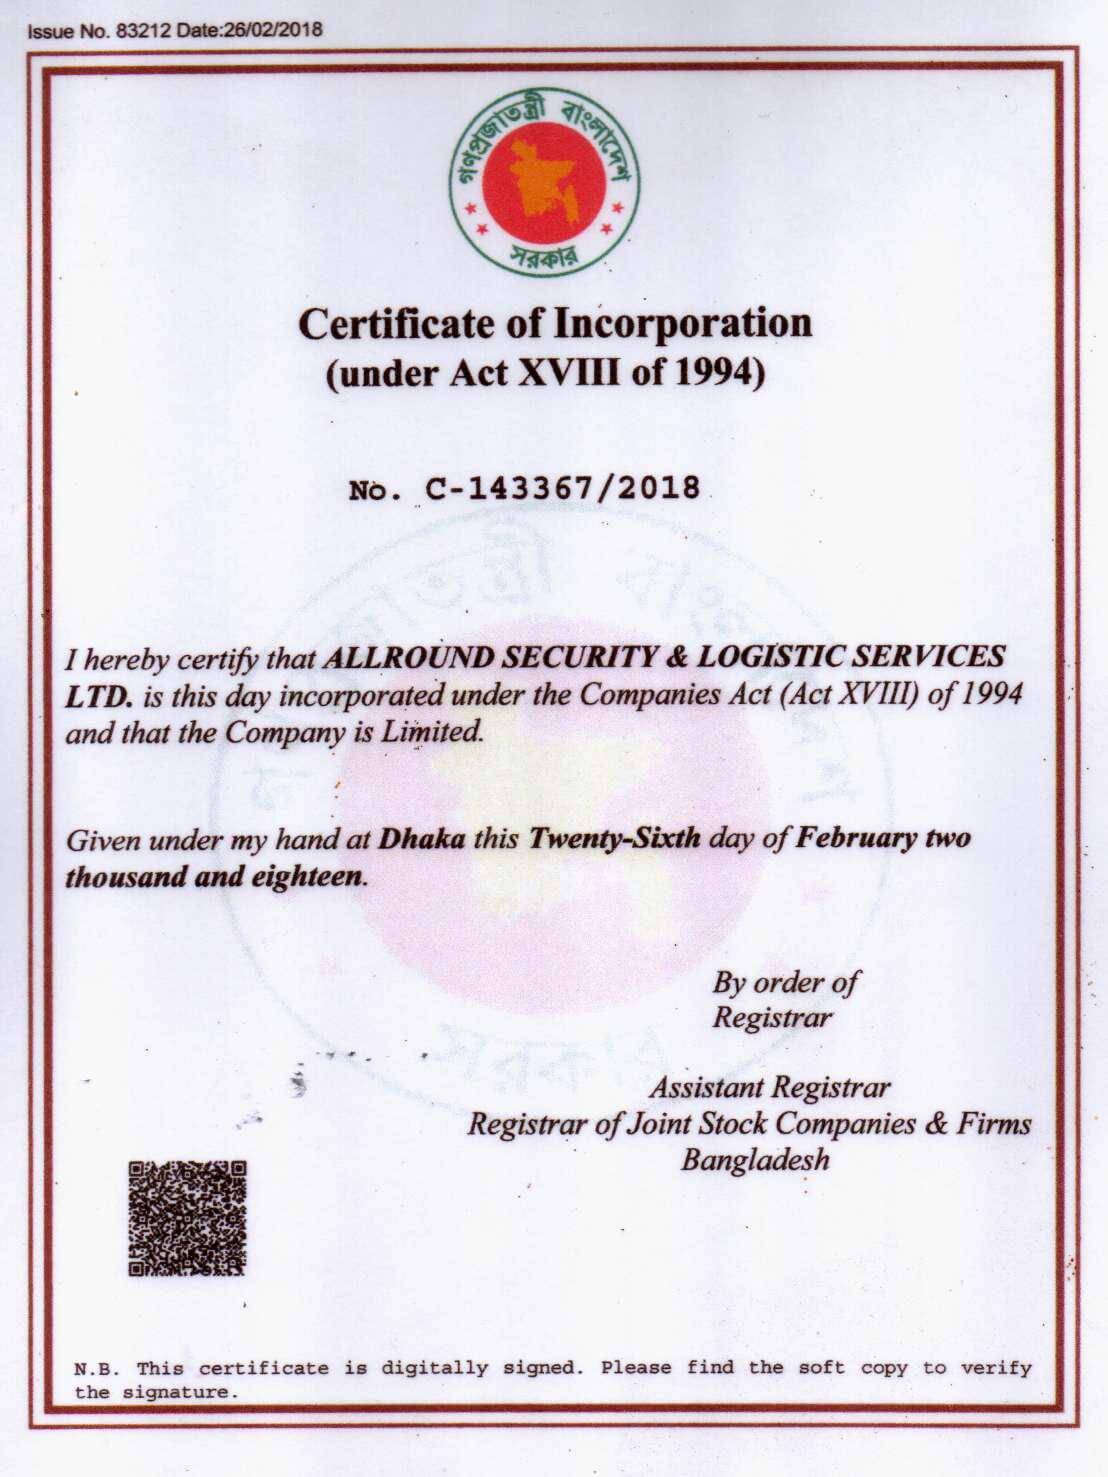 Issue No. 83212 Date:26/02/2018
গণপ্রজাতন্ত্রী বাংলাদেশ
সরকার
Certificate of Incorporation
(under Act XVIII of 1994)
No. C-143367/2018
I hereby certify that ALLROUND SECURITY & LOGISTIC SERVICES
LTD. is this day incorporated under the Companies Act (Act XVIII) of 1994
and that the Company is Limited.
Given under my hand at Dhaka this Twenty-Sixth day of February two
thousand and eighteen.
By order of
Registrar
Assistant Registrar
Registrar of Joint Stock Companies & Firms
Bangladesh
N.B. This certificate is digitally signed. Please find the soft copy to verify
the signature.